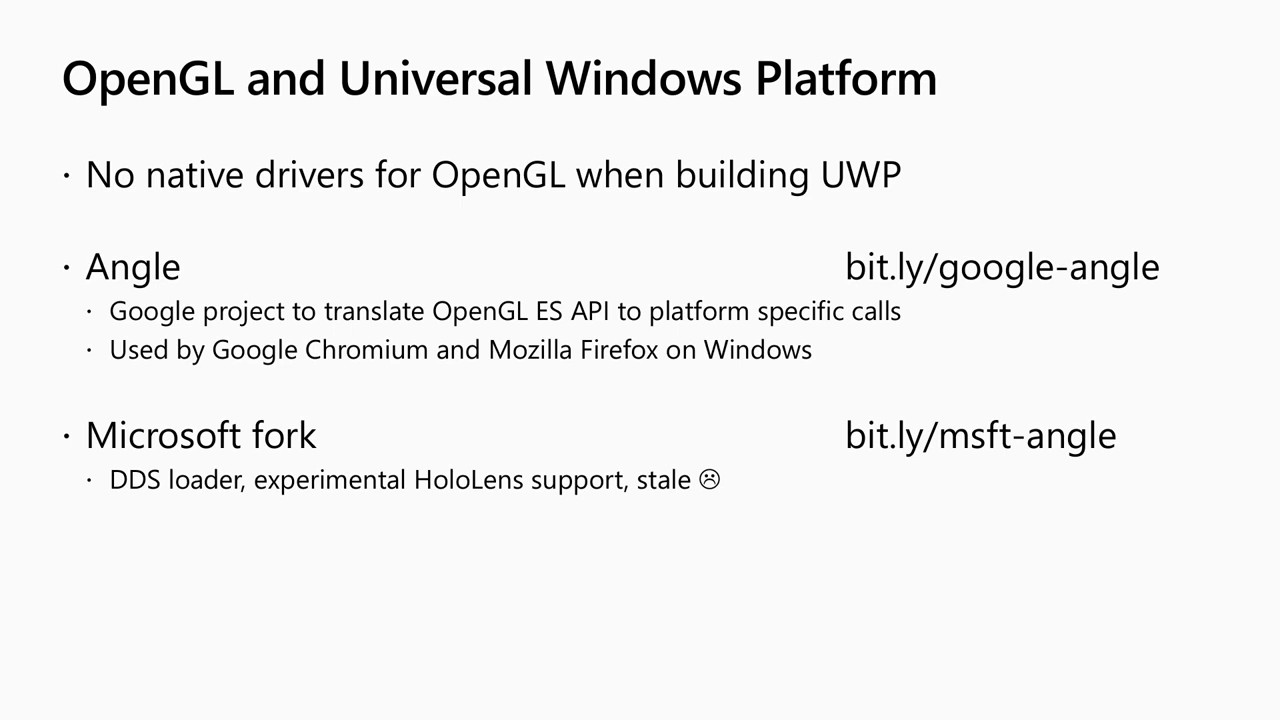 OpenGL and Universal Windows Platform
· No native drivers for OpenGL when building UWP
· Angle bit.ly/google-angle
· Google project to translate OpenGL ES API to platform specific calls
· Used by Google Chromium and Mozilla Firefox on Windows
· Microsoft fork bit.ly/msft-angle
· DDS loader, experimental HoloLens support, stale ☹